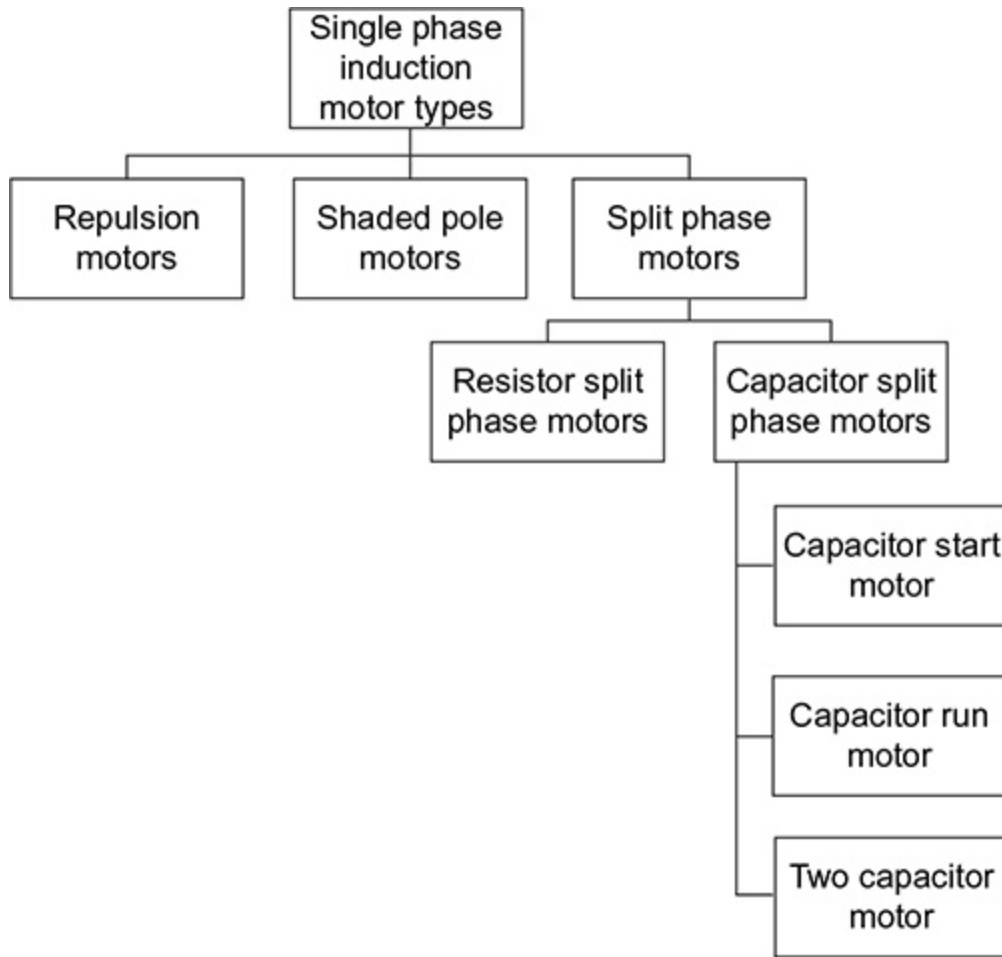 Single phase
induction
motor types
Repulsion
motors
Shaded pole
motors
Split phase
motors
Resistor split
phase motors
Capacitor split
phase motors
Capacitor start
motor
Capacitor run
motor
Two capacitor
motor